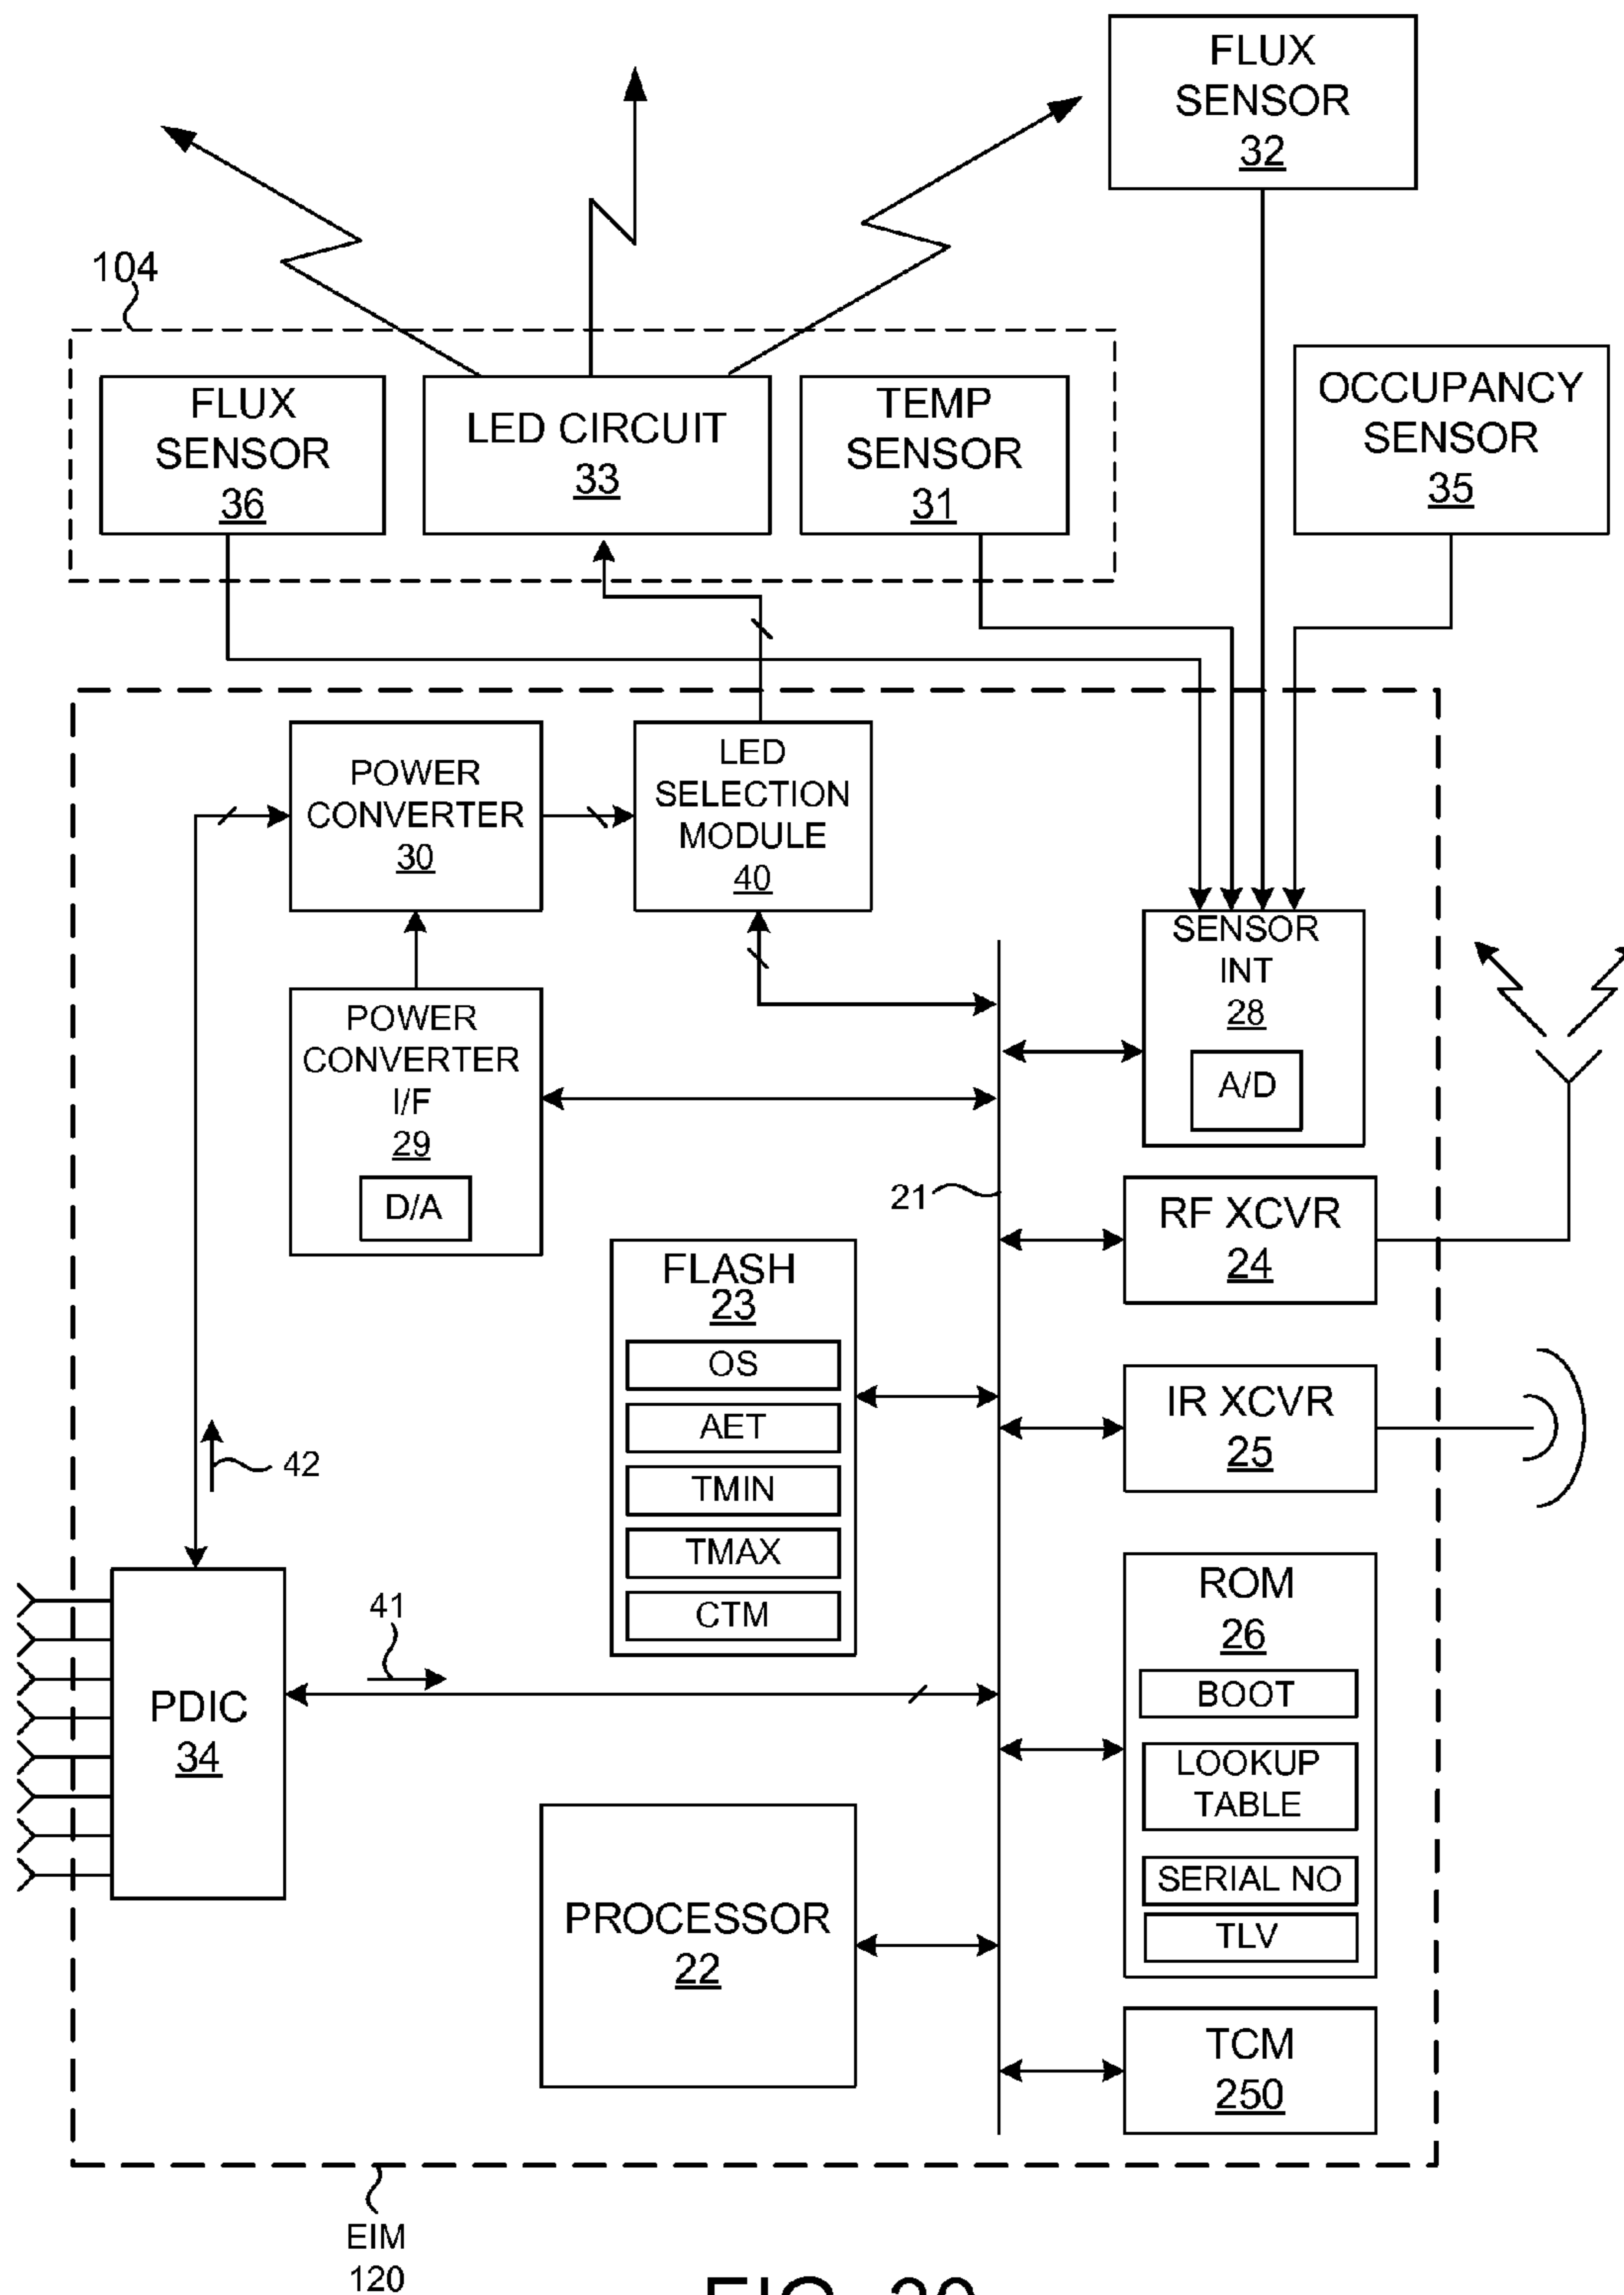 FLUX
SENSOR
32
104
FLUX
SENSOR
36
LED CIRCUIT
33
TEMP
SENSOR
31
OCCUPANCY
SENSOR
35
POWER
CONVERTER
30
LED
SELECTION
MODULE
40
SENSOR
INT
28
A/D
POWER
CONVERTER
I/F
29
D/A
21
RF XCVR
24
FLASH
23
OS
AET
TMIN
TMAX
CTM
IR XCVR
25
42
41
PDIC
34
ROM
26
BOOT
LOOKUP
TABLE
SERIAL NO
TLV
PROCESSOR
22
TCM
250
EIM
120